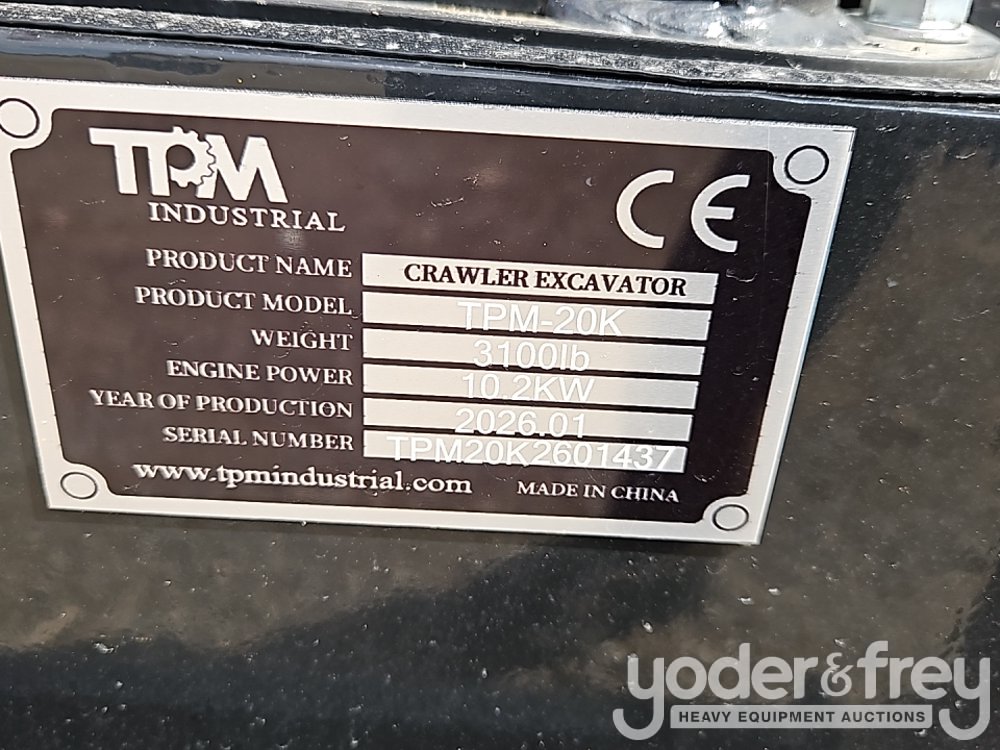 TPM
INDUSTRIAL
CE
PRODUCT NAME CRAWLER EXCAVATOR
PRODUCT MODEL TPM-20K
WEIGHT 3100lb
ENGINE POWER 10.2KW
YEAR OF PRODUCTION 2026.01
SERIAL NUMBER TPM20K2601437
www.tpmindustrial.com MADE IN CHINA
yoder&frey
HEAVY EQUIPMENT AUCTIONS